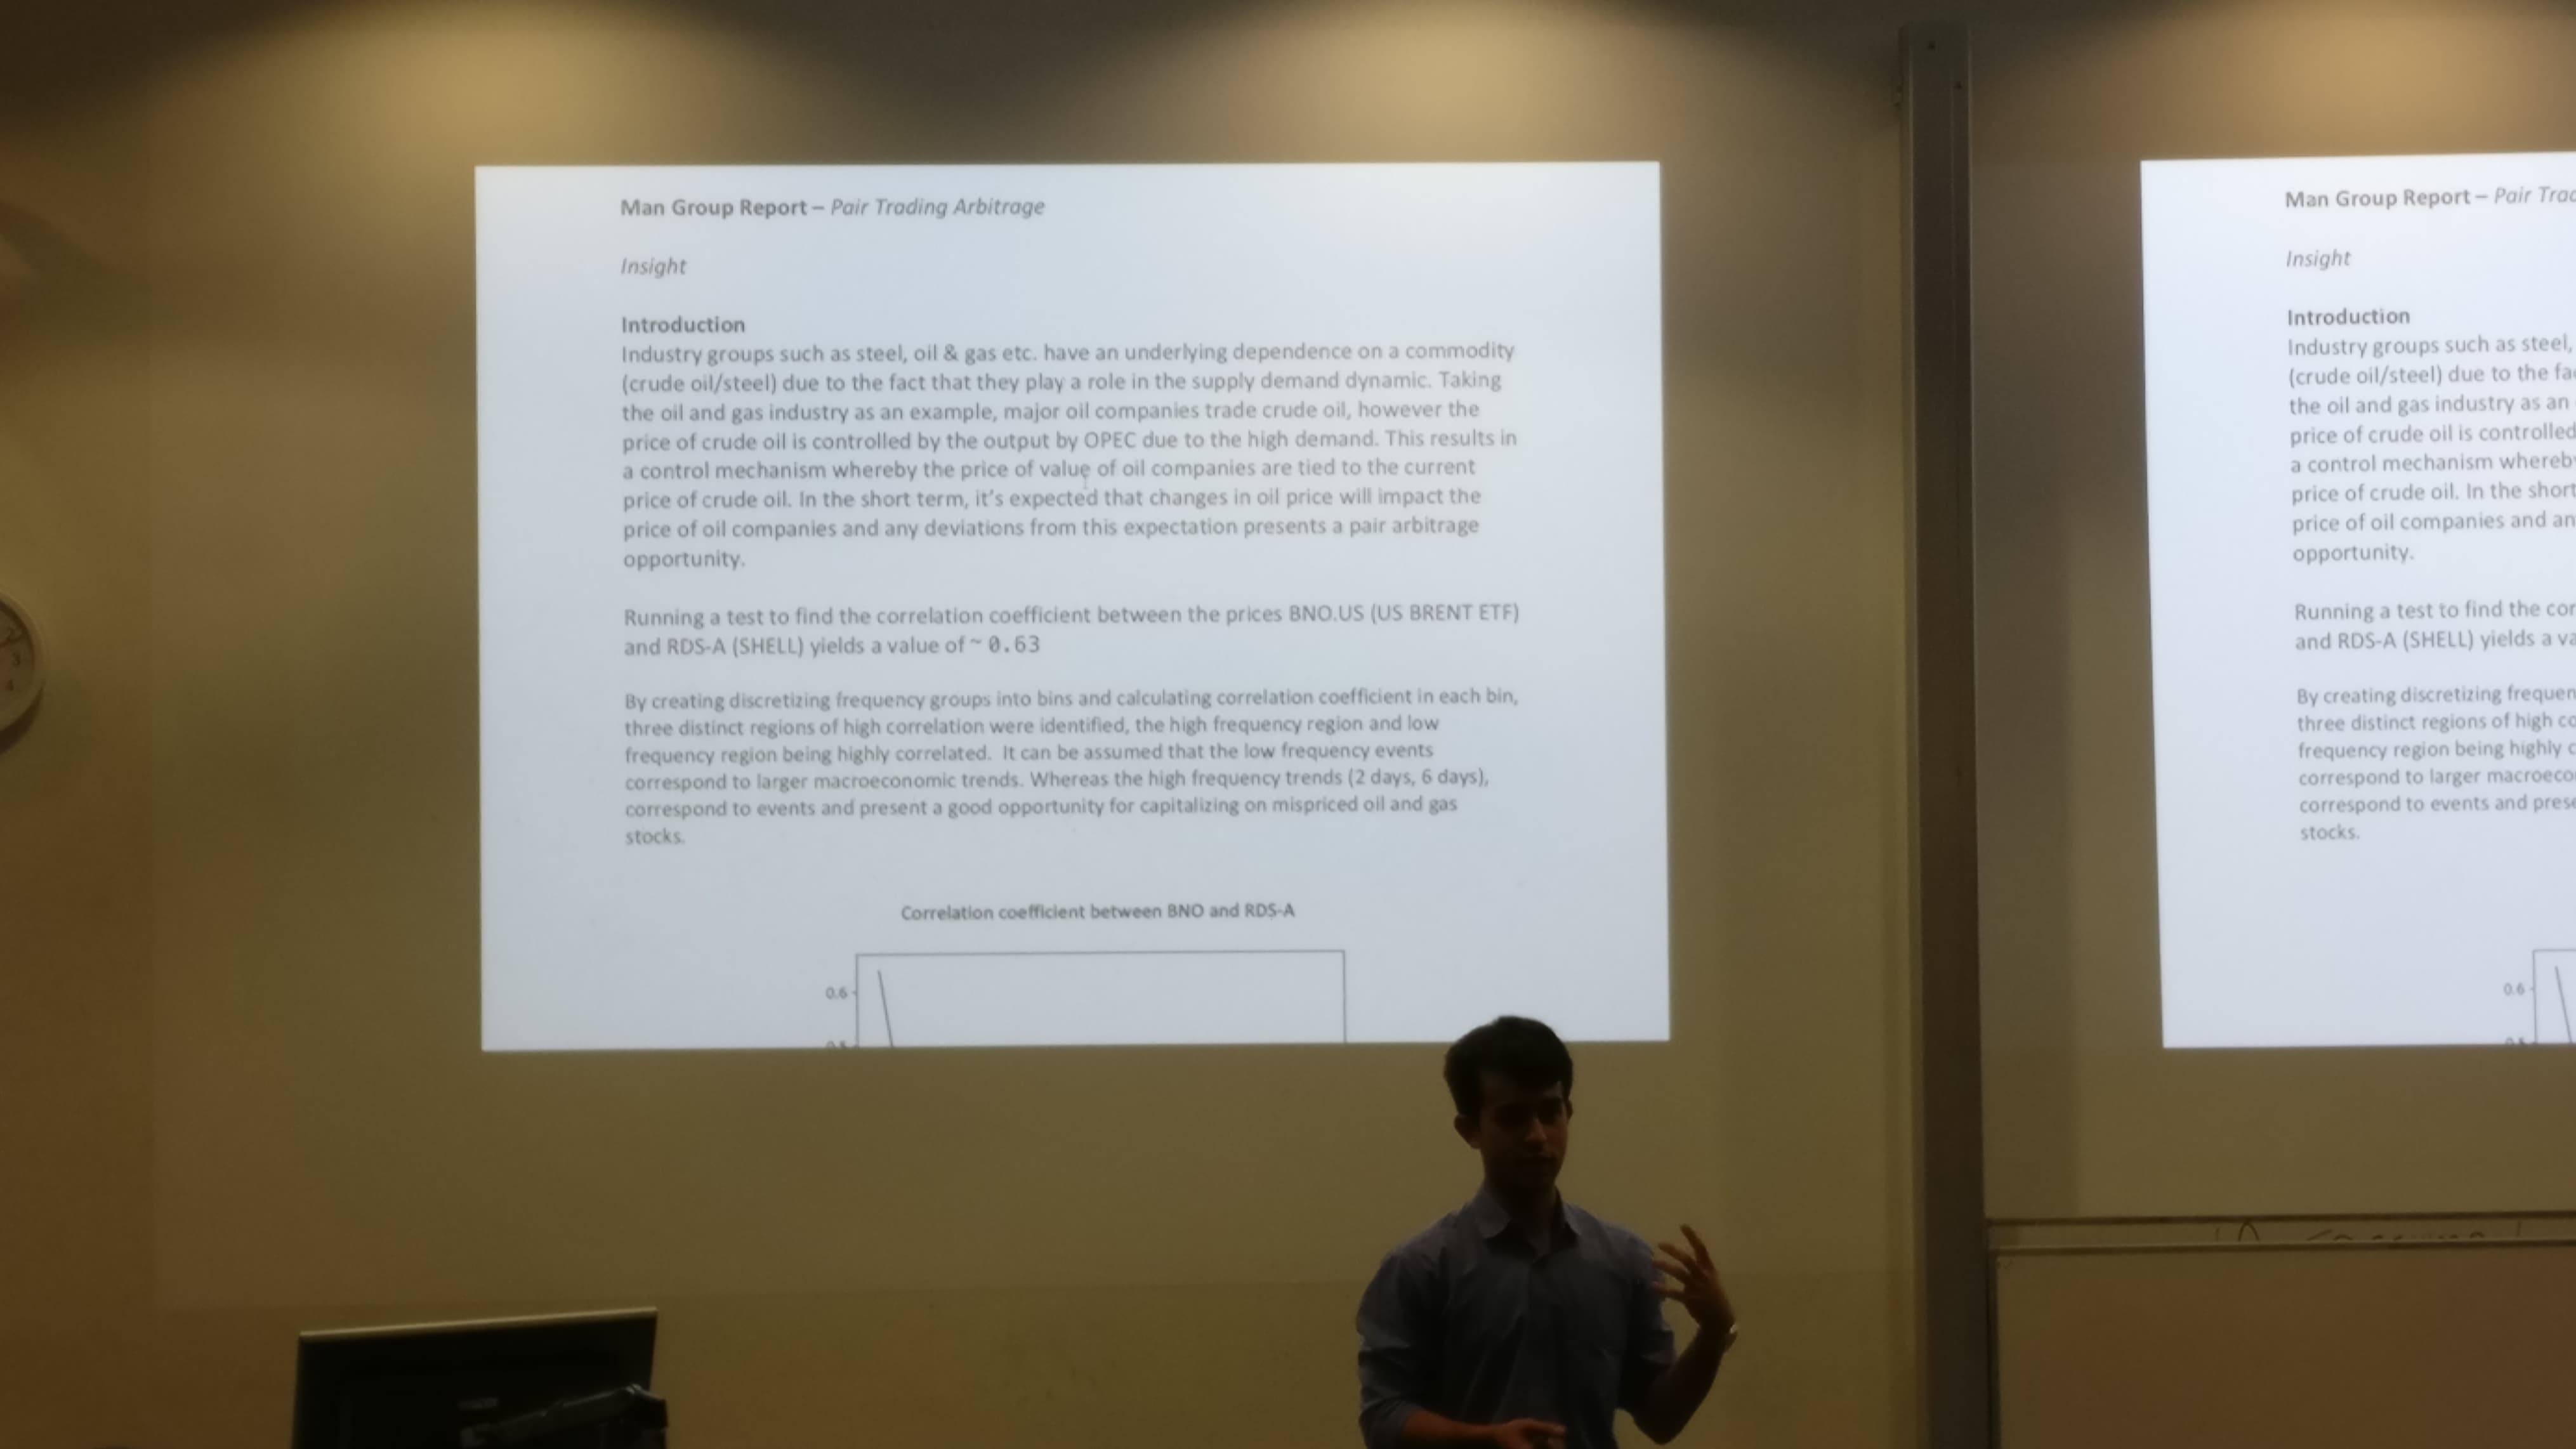 Man Group Report – Pair Trading Arbitrage
Insight
Introduction
Industry groups such as steel, oil & gas etc. have an underlying dependence on a commodity
(crude oil/steel) due to the fact that they play a role in the supply demand dynamic. Taking
the oil and gas industry as an example, major oil companies trade crude oil, however the
price of crude oil is controlled by the output by OPEC due to the high demand. This results in
a control mechanism whereby the price of value of oil companies are tied to the current
price of crude oil. In the short term, it's expected that changes in oil price will impact the
price of oil companies and any deviations from this expectation presents a pair arbitrage
opportunity.
Running a test to find the correlation coefficient between the prices BNO.US (US BRENT ETF)
and RDS-A (SHELL) yields a value of ~ 0.63
By creating discretizing frequency groups into bins and calculating correlation coefficient in each bin,
three distinct regions of high correlation were identified, the high frequency region and low
frequency region being highly correlated.  It can be assumed that the low frequency events
correspond to larger macroeconomic trends. Whereas the high frequency trends (2 days, 6 days),
correspond to events and present a good opportunity for capitalizing on mispriced oil and gas
stocks.
Correlation coefficient between BNO and RDS-A
0.6
Man Group Report – Pair
Insight
Introduction
Industry groups such as steel,
(crude oil/steel) due to the
the oil and gas industry as an
price of crude oil is controlled
a control mechanism
price of crude oil. In the short
price of oil companies and
opportunity.
Running a test to find the
and RDS-A (SHELL) yields a
By creating discretizing
three distinct regions of high
frequency region being highly
correspond to larger
correspond to events and
stocks.
0.6
2
3
4